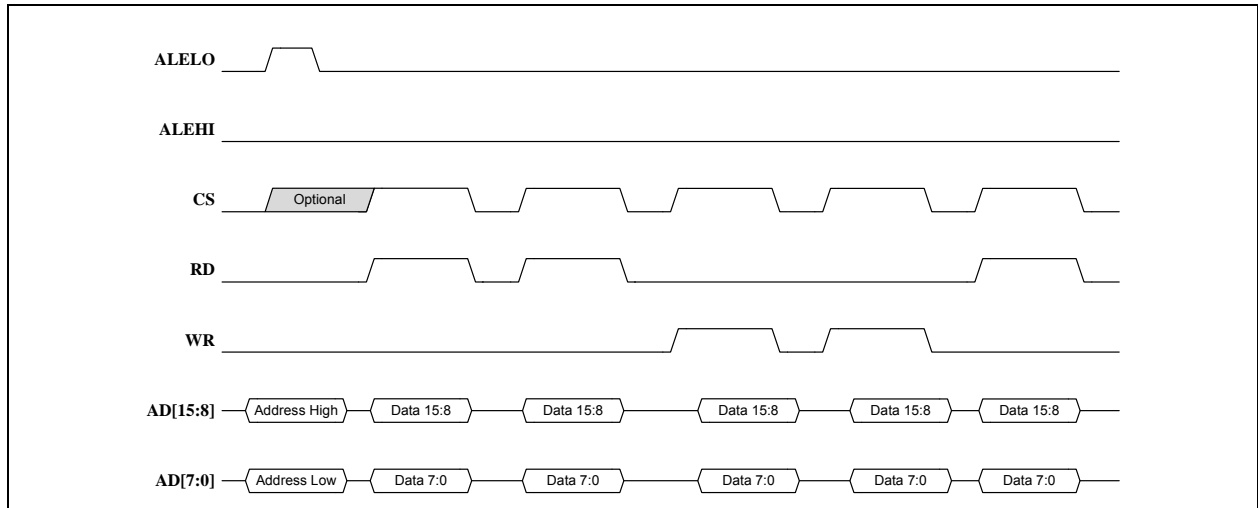 ALELO
ALEHI
CS Optional
RD
WR
AD[15:8] Address High Data 15:8 Data 15:8 Data 15:8 Data 15:8 Data 15:8
AD[7:0] Address Low Data 7:0 Data 7:0 Data 7:0 Data 7:0 Data 7:0